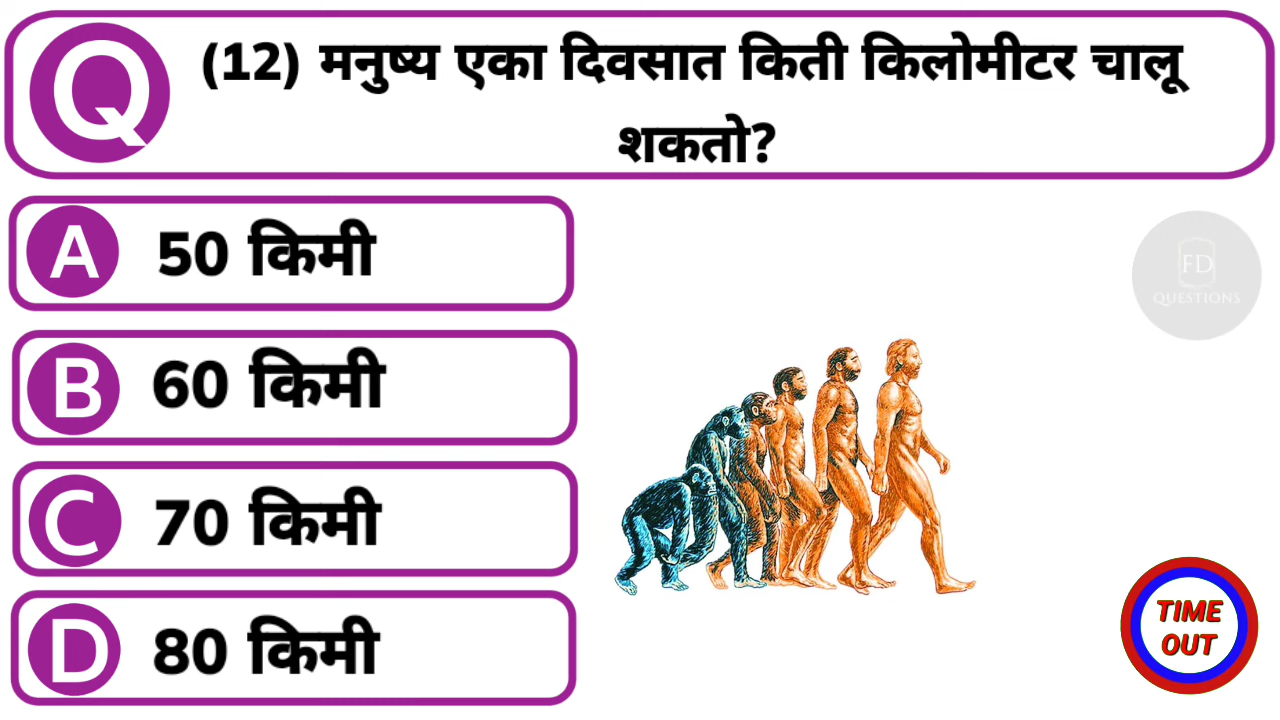 Q
(12) मनुष्य एका दिवसात किती किलोमीटर चालू
शकतो?
A 50 किमी
B 60 किमी
C 70 किमी
D 80 किमी
FD
QUESTIONS
TIME
OUT